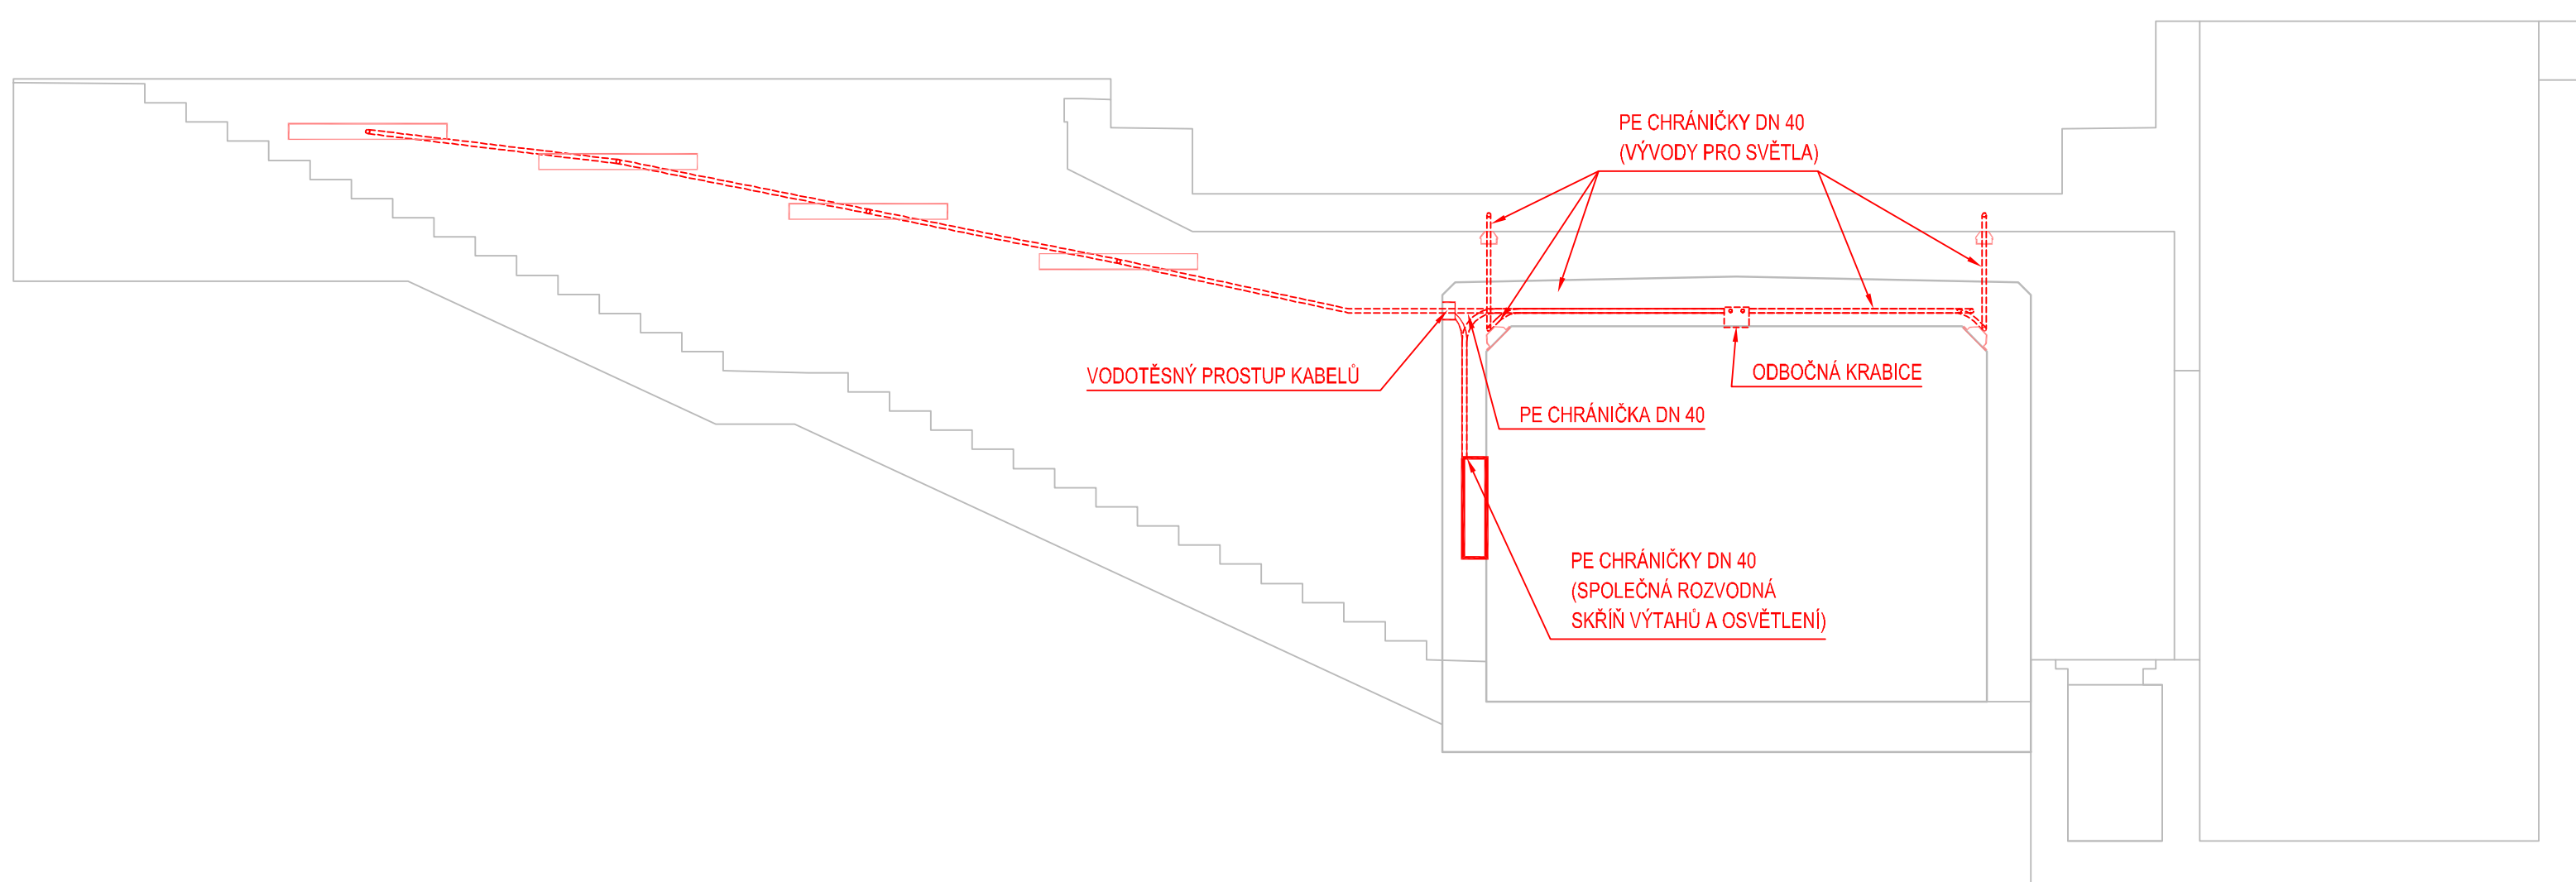 PE CHRÁNIČKY DN 40
(VÝVODY PRO SVĚTLA)
VODOTĚSNÝ PROSTUP KABELŮ
ODBOČNÁ KRABICE
PE CHRÁNIČKA DN 40
PE CHRÁNIČKY DN 40
(SPOLEČNÁ ROZVODNÁ
SKŘÍŇ VÝTAHŮ A OSVĚTLENÍ)